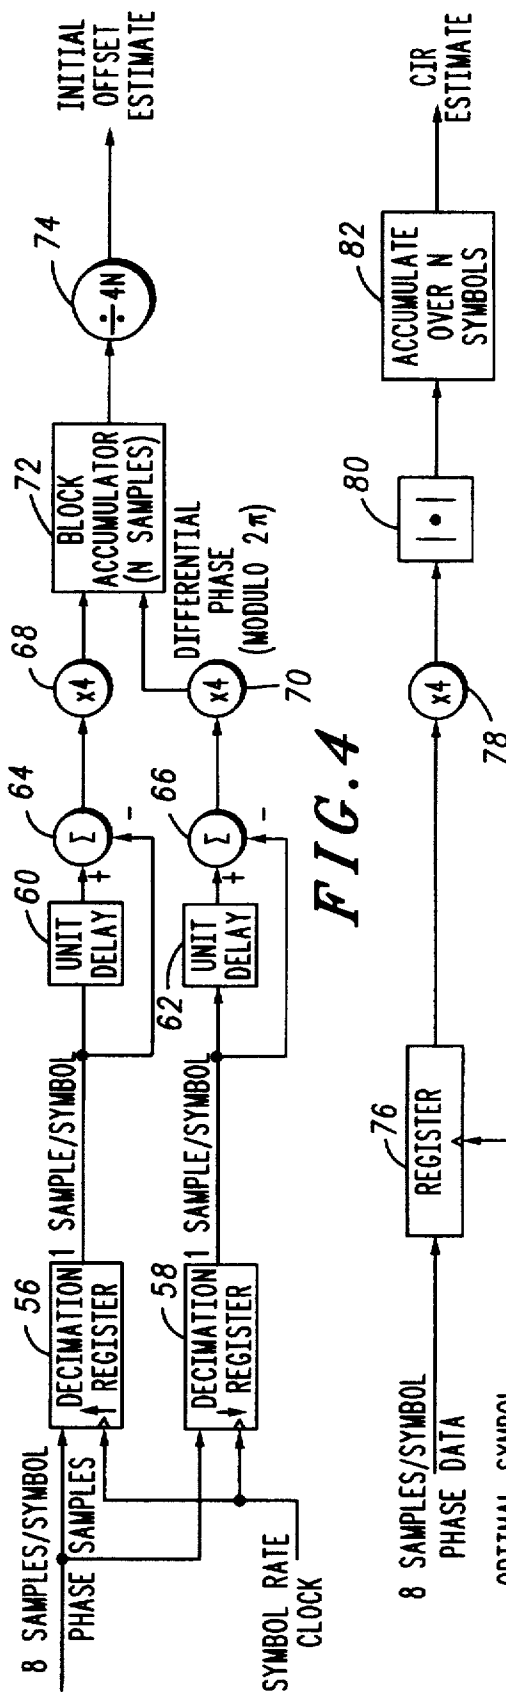 8 SAMPLES/SYMBOL
PHASE SAMPLES
SYMBOL RATE
CLOCK
56
DECIMATION
REGISTER
1 SAMPLE/SYMBOL
58
DECIMATION
REGISTER
1 SAMPLE/SYMBOL
60
UNIT
DELAY
+
64
Σ
-
62
UNIT
DELAY
+
66
Σ
-
68
x4
x4
70
DIFFERENTIAL
PHASE
(MODULO 2π)
72
BLOCK
ACCUMULATOR
(N SAMPLES)
74
÷4N
INITIAL
OFFSET
ESTIMATE
FIG.4
8 SAMPLES/SYMBOL
PHASE DATA
OPTIMAL SYMBOL
76
REGISTER
x4
78
80
|•|
82
ACCUMULATE
OVER N
SYMBOLS
CIR
ESTIMATE